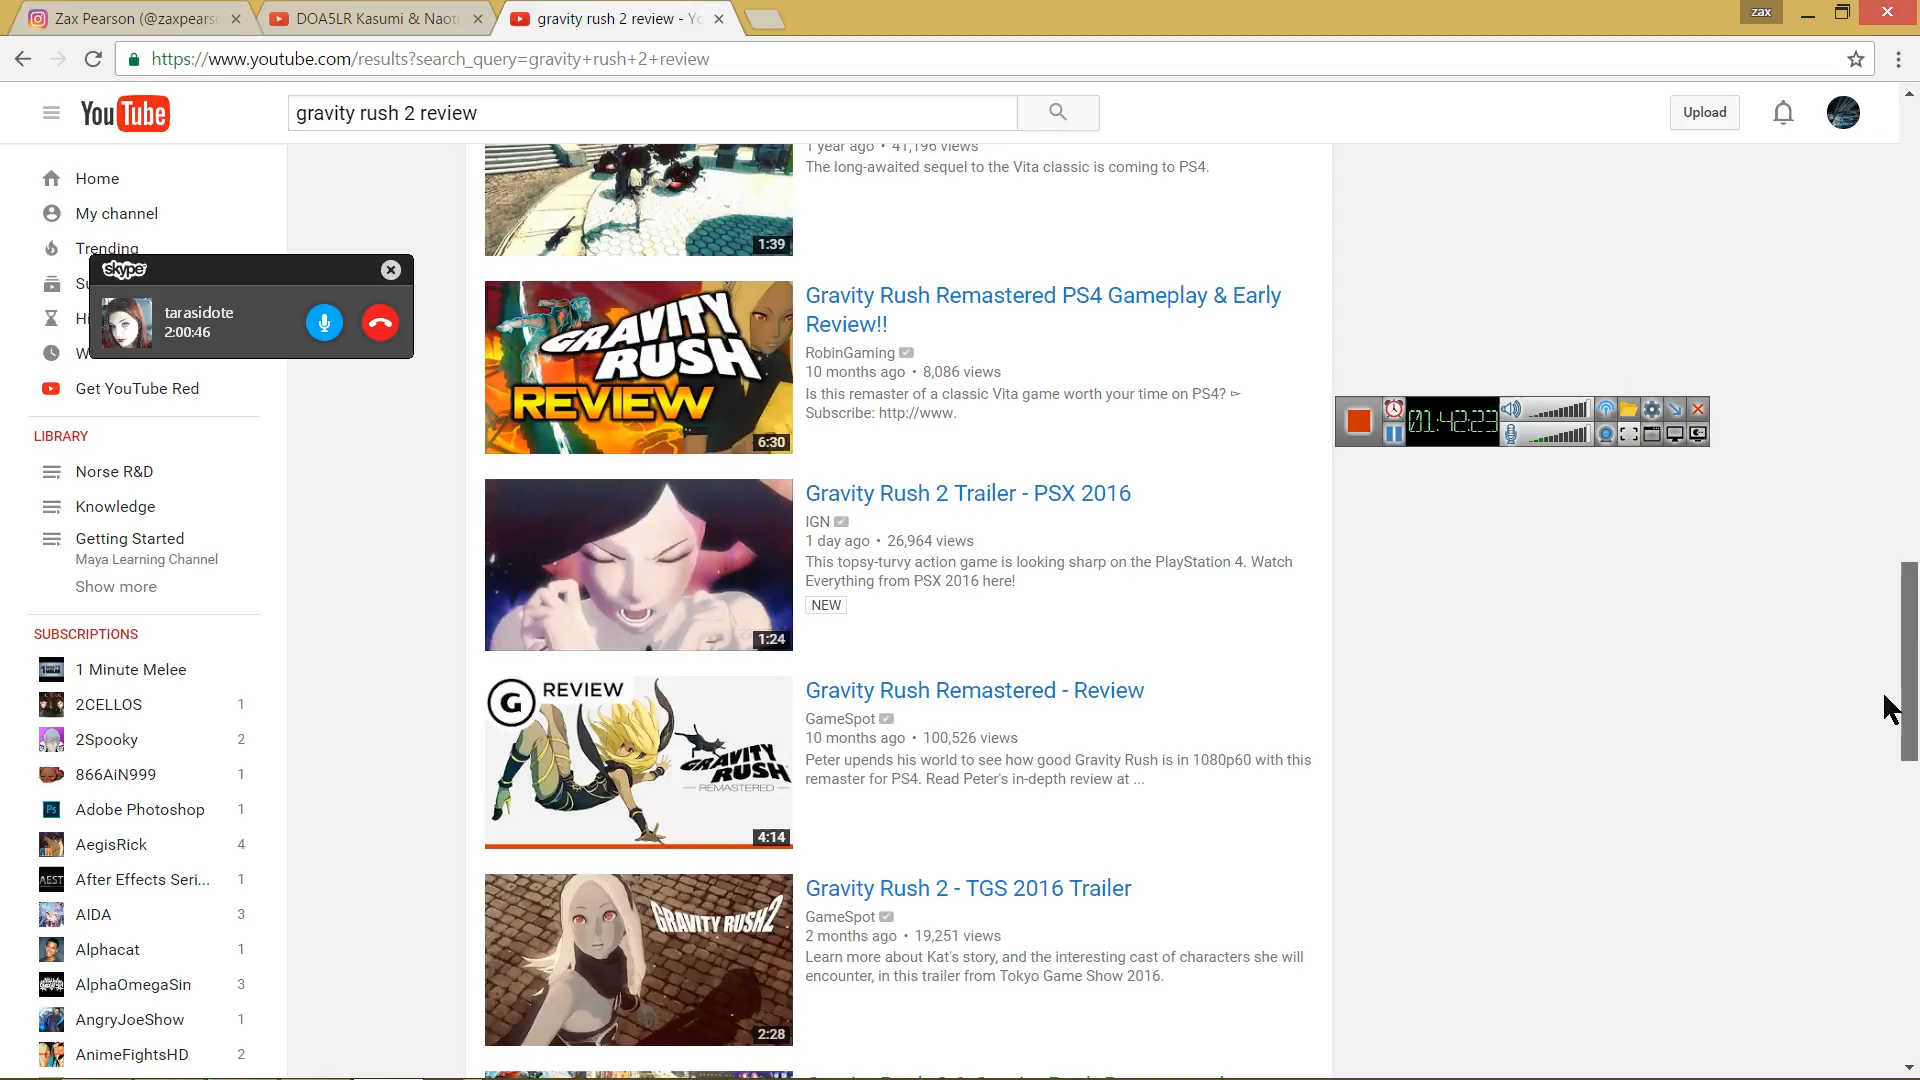 Zax Pearson (@zaxpears
DOA5LR Kasumi & Naot
gravity rush 2 review - Yo
zax
https://www.youtube.com/results?search_query=gravity+rush+2+review
YouTube
gravity rush 2 review
Upload
Home
My channel
Trending
Su
Hi
W
Get YouTube Red
skype
tarasidote
2:00:46
LIBRARY
Norse R&D
Knowledge
Getting Started
Maya Learning Channel
Show more
SUBSCRIPTIONS
1 Minute Melee
2CELLOS 1
2Spooky 2
866AiN999 1
Adobe Photoshop 1
AegisRick 4
After Effects Seri... 1
AIDA 3
Alphacat 1
AlphaOmegaSin 3
AngryJoeShow 1
AnimeFightsHD 2
1 year ago • 41,196 views
The long-awaited sequel to the Vita classic is coming to PS4.
1:39
GRAVITY
RUSH
REVIEW
6:30
Gravity Rush Remastered PS4 Gameplay & Early
Review!!
RobinGaming
10 months ago • 8,086 views
Is this remaster of a classic Vita game worth your time on PS4? ➤
Subscribe: http://www.
01:42:23
1:24
Gravity Rush 2 Trailer - PSX 2016
IGN
1 day ago • 26,964 views
This topsy-turvy action game is looking sharp on the PlayStation 4. Watch
Everything from PSX 2016 here!
NEW
G REVIEW
GRAVITY
RUSH
REMASTERED
4:14
Gravity Rush Remastered - Review
GameSpot
10 months ago • 100,526 views
Peter upends his world to see how good Gravity Rush is in 1080p60 with this
remaster for PS4. Read Peter's in-depth review at ...
GRAVITY RUSH 2
2:28
Gravity Rush 2 - TGS 2016 Trailer
GameSpot
2 months ago • 19,251 views
Learn more about Kat's story, and the interesting cast of characters she will
encounter, in this trailer from Tokyo Game Show 2016.